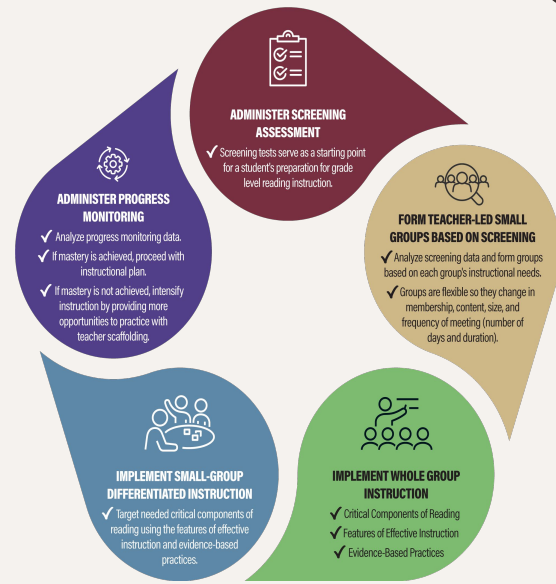 ADMINISTER SCREENING
ASSESSMENT
✓ Screening tests serve as a starting point
for a student's preparation for grade
level reading instruction.
FORM TEACHER-LED SMALL
GROUPS BASED ON SCREENING
✓ Analyze screening data and form groups
based on each group's instructional needs.
✓ Groups are flexible so they change in
membership, content, size, and
frequency of meeting (number of
days and duration).
IMPLEMENT WHOLE GROUP
INSTRUCTION
✓ Critical Components of Reading
✓ Features of Effective Instruction
✓ Evidence-Based Practices
IMPLEMENT SMALL-GROUP
DIFFERENTIATED INSTRUCTION
✓ Target needed critical components of
reading using the features of effective
instruction and evidence-based
practices.
ADMINISTER PROGRESS
MONITORING
✓ Analyze progress monitoring data.
✓ If mastery is achieved, proceed with
instructional plan.
✓ If mastery is not achieved, intensify
instruction by providing more
opportunities to practice with
teacher scaffolding.